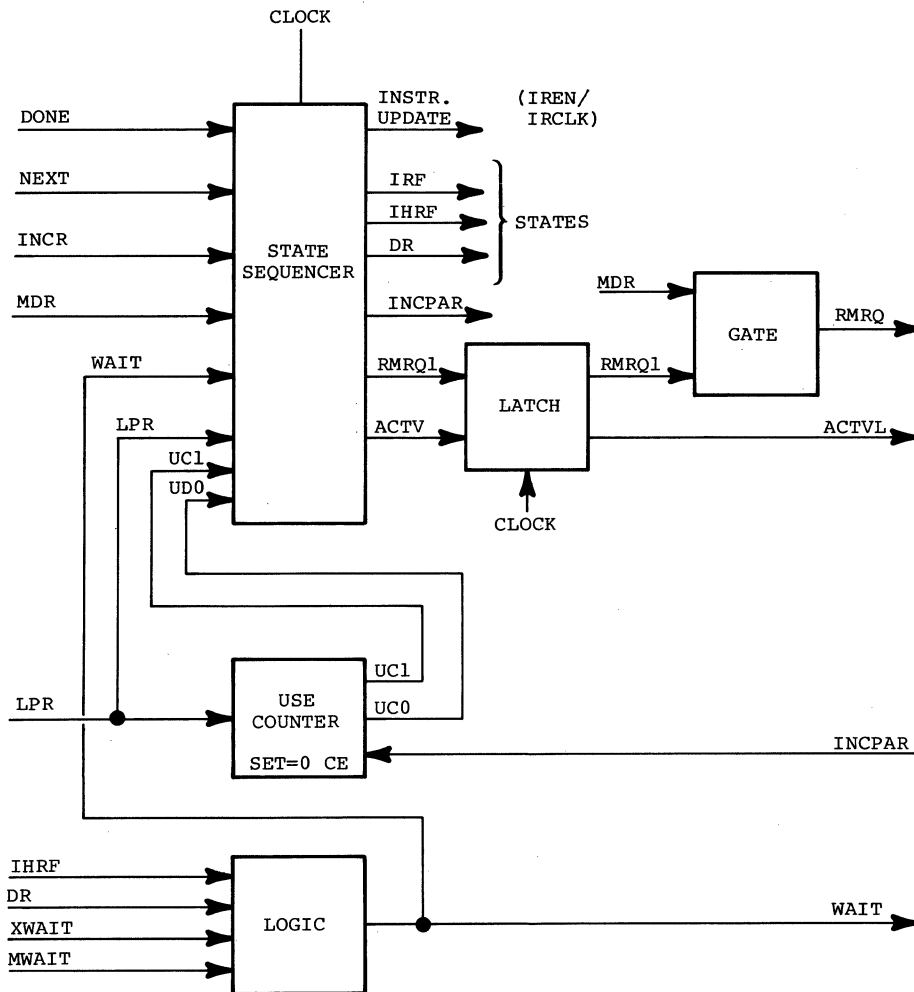 CLOCK
DONE
NEXT
INCR
MDR
WAIT
LPR
UC1
UD0
STATE
SEQUENCER
INSTR.
UPDATE
(IREN/
IRCLK)
IRF
IHRF
DR
STATES
INCPAR
RMRQ1
ACTV
LATCH
CLOCK
RMRQ1
MDR
GATE
RMRQ
ACTVL
LPR
USE
COUNTER
SET=0 CE
UC1
UC0
INCPAR
IHRF
DR
XWAIT
MWAIT
LOGIC
WAIT